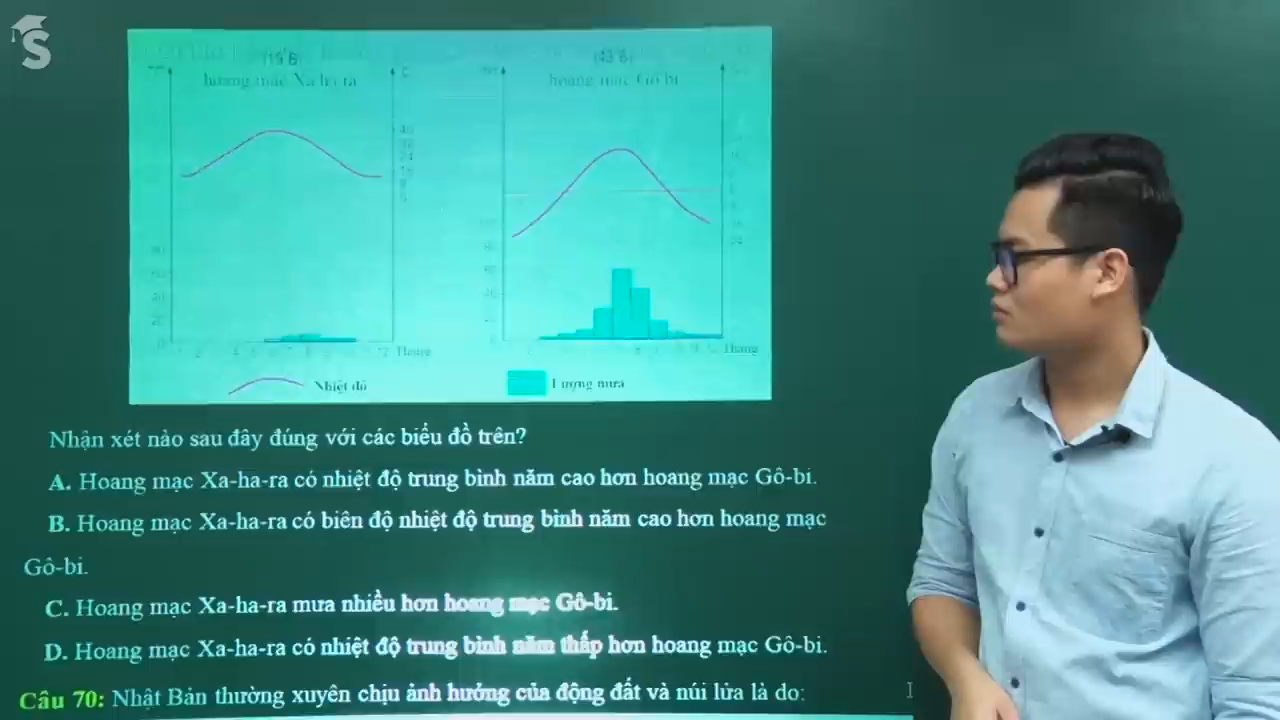 S
(19 B)
(43 B)
hoang mạc Xa ha ra
hoang mạc Gô bi
Tháng
Tháng
Nhiệt độ
Lượng mưa
Nhận xét nào sau đây đúng với các biểu đồ trên?
A. Hoang mạc Xa-ha-ra có nhiệt độ trung bình năm cao hơn hoang mạc Gô-bi.
B. Hoang mạc Xa-ha-ra có biên độ nhiệt độ trung bình năm cao hơn hoang mạc
Gô-bi.
C. Hoang mạc Xa-ha-ra mưa nhiều hơn hoang mạc Gô-bi.
D. Hoang mạc Xa-ha-ra có nhiệt độ trung bình năm thấp hơn hoang mạc Gô-bi.
Câu 70: Nhật Bản thường xuyên chịu ảnh hưởng của động đất và núi lửa là do: